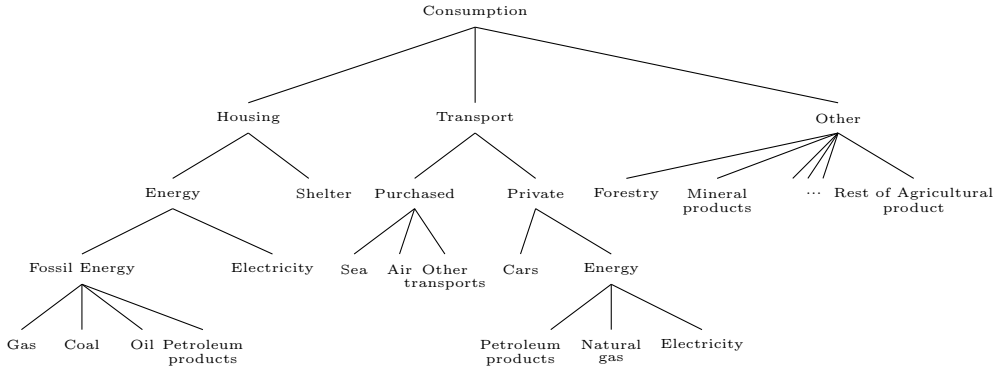 Consumption
Housing Transport Other
Energy Shelter Purchased Private Forestry Mineral products ... Rest of Agricultural product
Fossil Energy Electricity Sea Air Other transports Cars Energy
Gas Coal Oil Petroleum products Petroleum products Natural gas Electricity